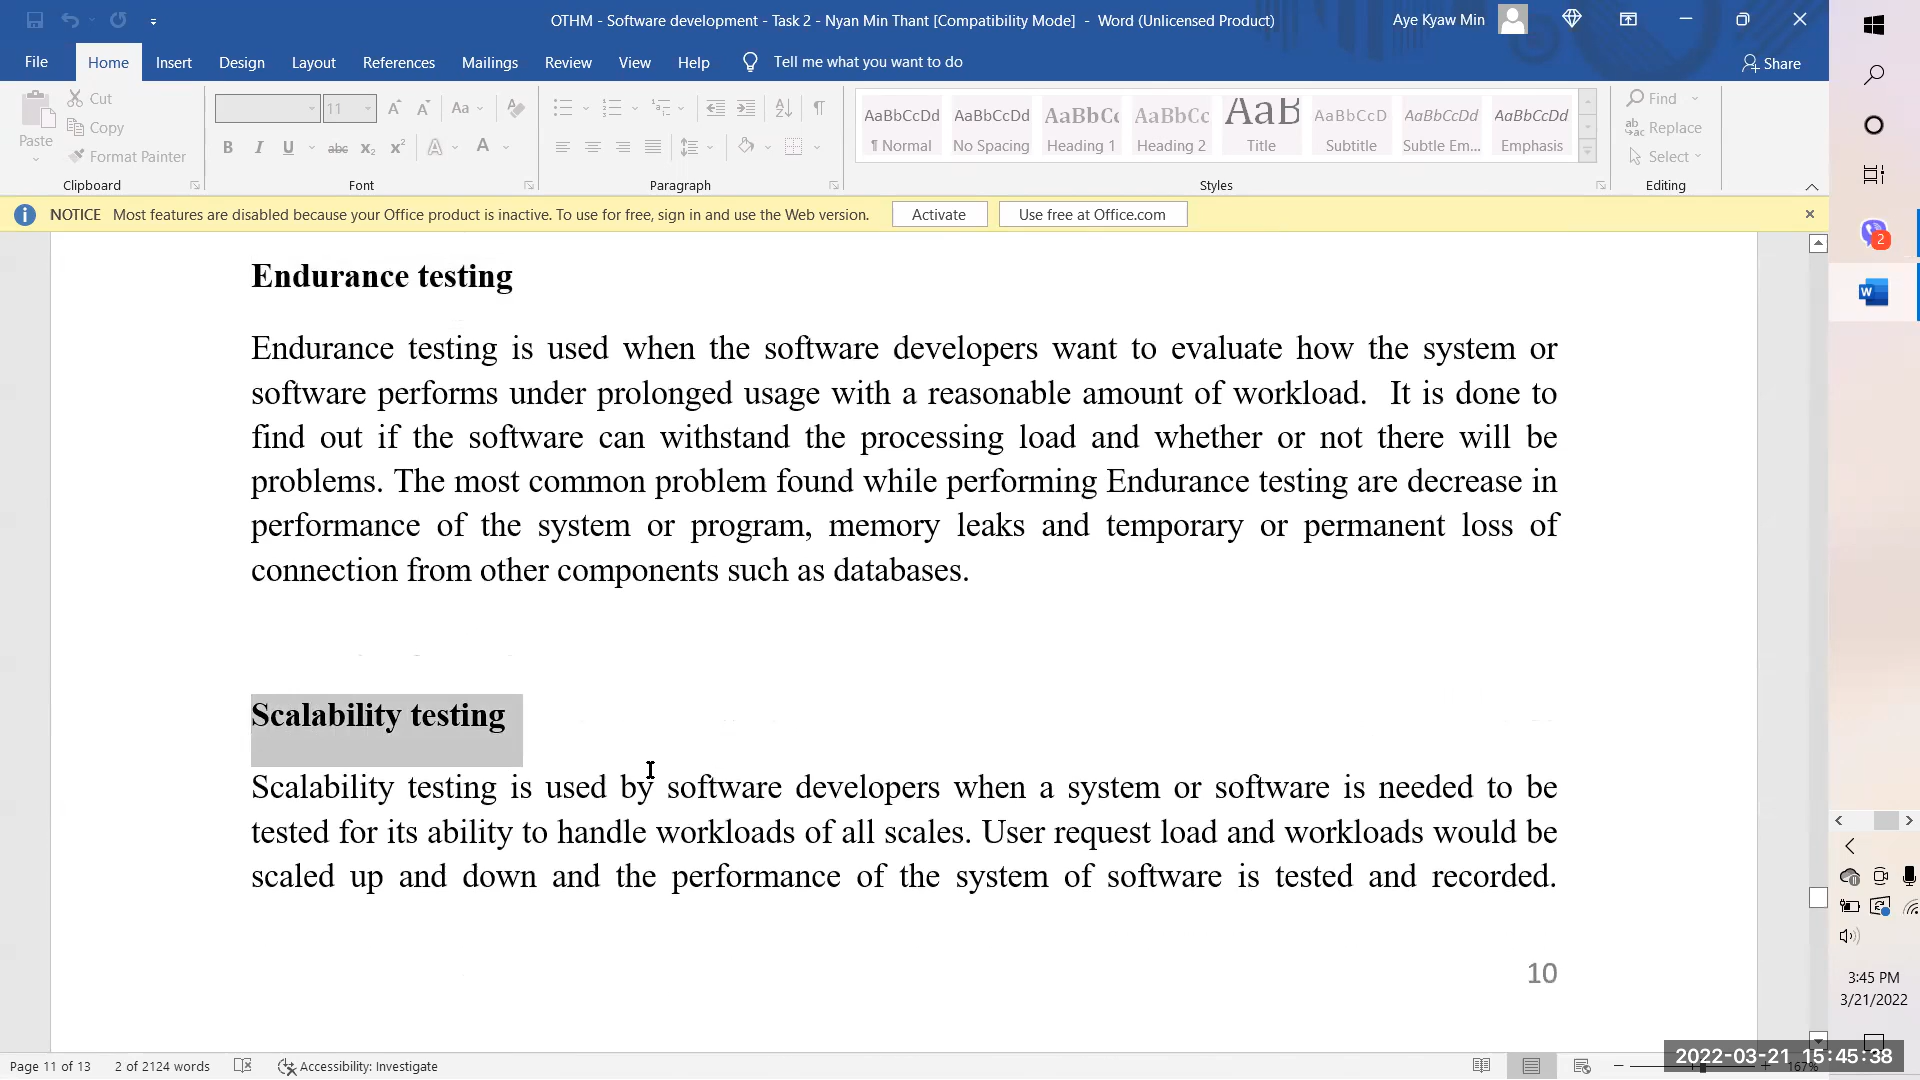 OTHM - Software development - Task 2 - Nyan Min Thant [Compatibility Mode] - Word (Unlicensed Product)
Aye Kyaw Min
File Home Insert Design Layout References Mailings Review View Help Tell me what you want to do
Share
Paste
Cut
Copy
Format Painter
Clipboard
11
Aa
B I U abc x₂ x² A A
Font
Paragraph
AaBbCcDd AaBbCcDd AaBbCc AaBbCc AaB AaBbCcD AaBbCcDd AaBbCcDd
¶ Normal No Spacing Heading 1 Heading 2 Title Subtitle Subtle Em... Emphasis
Styles
Find
Replace
Select
Editing
NOTICE Most features are disabled because your Office product is inactive. To use for free, sign in and use the Web version. Activate Use free at Office.com
Endurance testing
Endurance testing is used when the software developers want to evaluate how the system or
software performs under prolonged usage with a reasonable amount of workload. It is done to
find out if the software can withstand the processing load and whether or not there will be
problems. The most common problem found while performing Endurance testing are decrease in
performance of the system or program, memory leaks and temporary or permanent loss of
connection from other components such as databases.
Scalability testing
Scalability testing is used by software developers when a system or software is needed to be
tested for its ability to handle workloads of all scales. User request load and workloads would be
scaled up and down and the performance of the system of software is tested and recorded.
10
Page 11 of 13 2 of 2124 words Accessibility: Investigate
167%
2
W
3:45 PM
3/21/2022
2022-03-21 15:45:38